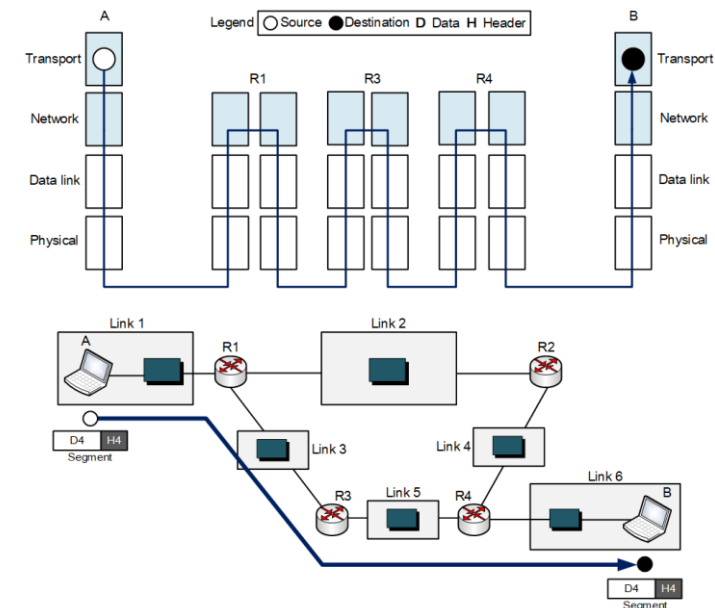 A
Legend Source Destination D Data H Header
B
Transport
Transport
R1
R3
R4
Network
Network
Data link
Data link
Physical
Physical
Link 1
Link 2
A
R1
R2
D4 H4
Segment
Link 3
Link 4
Link 6
R3
Link 5
R4
B
D4 H4
Segment